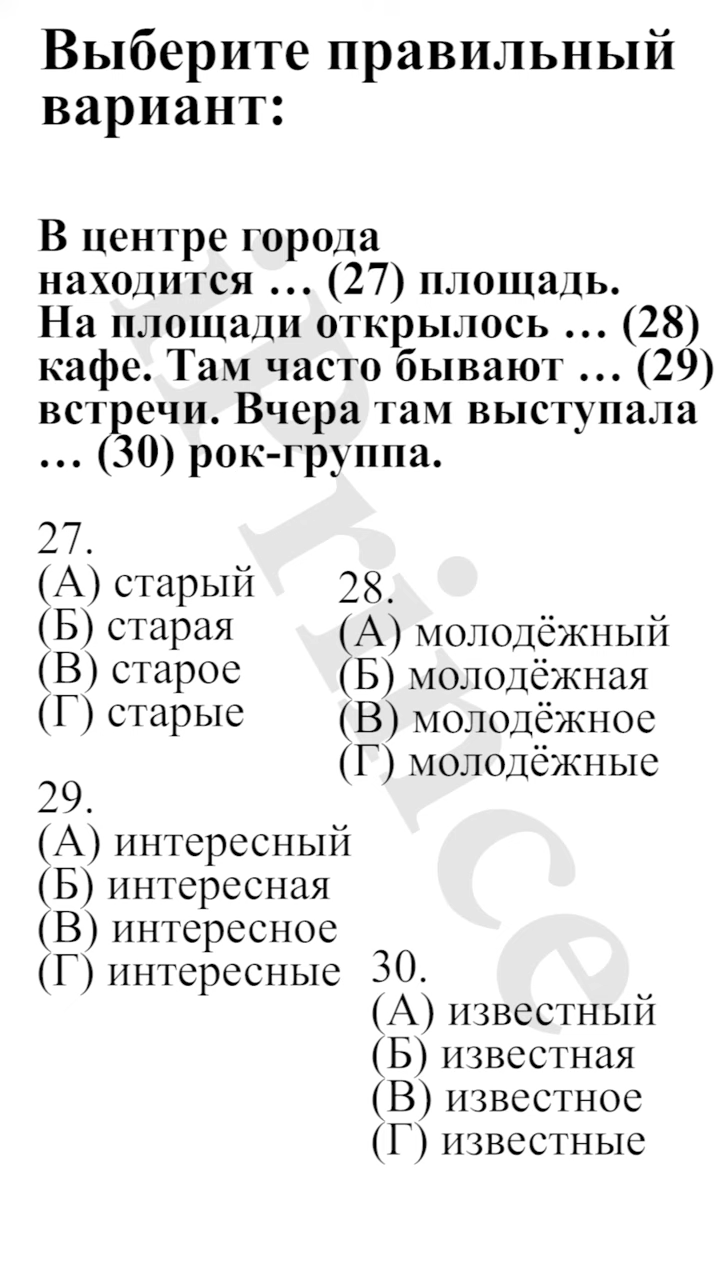 Выберите правильный
вариант:
В центре города
находится ... (27) площадь.
На площади открылось ... (28)
кафе. Там часто бывают ... (29)
встречи. Вчера там выступала
... (30) рок-группа.
27.
(А) старый
(Б) старая
(В) старое
(Г) старые
28.
(А) молодёжный
(Б) молодёжная
(В) молодёжное
(Г) молодёжные
29.
(А) интересный
(Б) интересная
(В) интересное
(Г) интересные
30.
(А) известный
(Б) известная
(В) известное
(Г) известные
iPrince